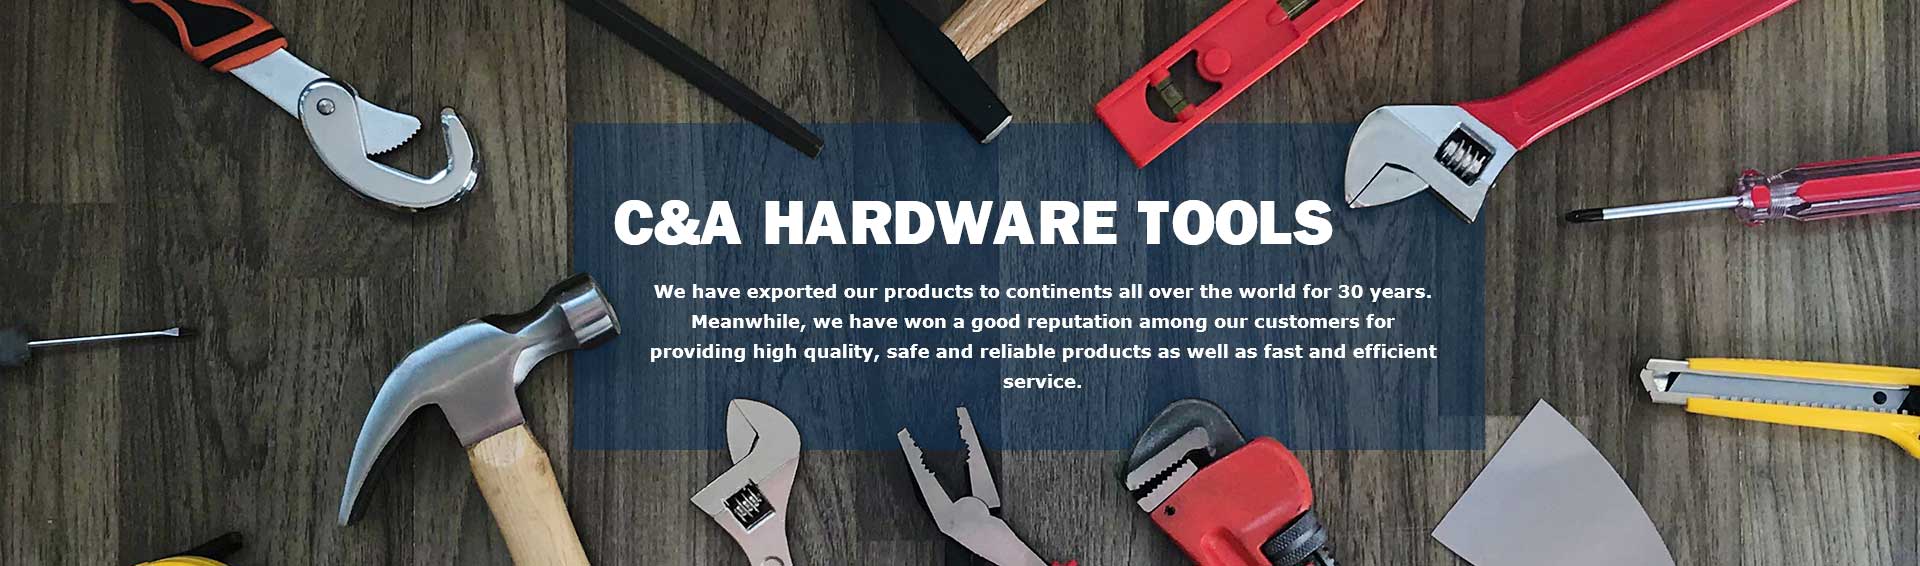 C&A HARDWARE TOOLS
We have exported our products to continents all over the world for 30 years.
Meanwhile, we have won a good reputation among our customers for
providing high quality, safe and reliable products as well as fast and efficient
service.